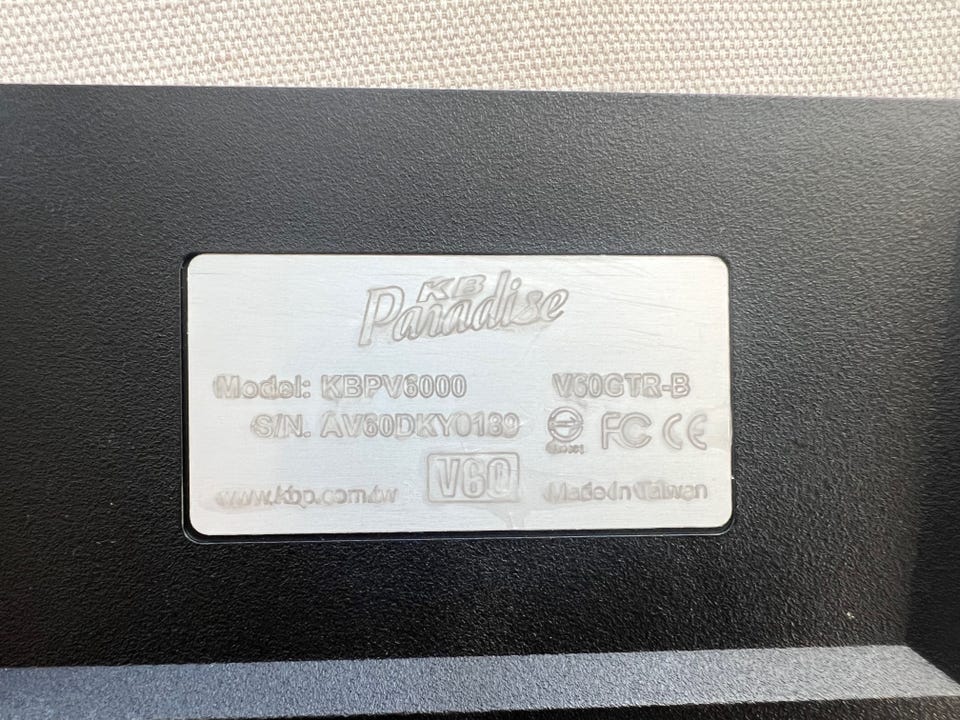 KB
Paradise
Model: KBPV6000 V60GTR-B
S/N. AV60DKY0139 FC CE
www.kbp.com.tw V60 Made in Taiwan